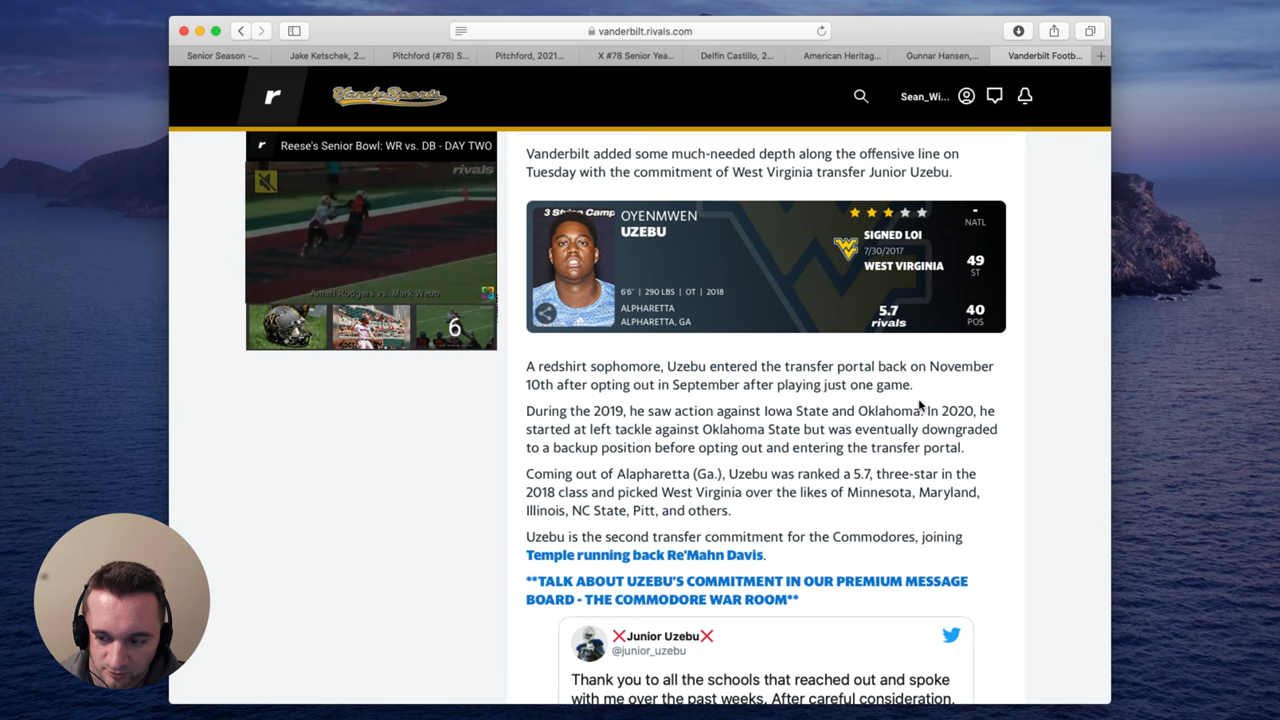 vanderbilt.rivals.com
Senior Season -...
Jake Ketschek, 2...
Pitchford (#78) S...
Pitchford, 2021...
X #78 Senior Yea...
Delfin Castillo, 2...
American Heritag...
Gunnar Hansen,...
Vanderbilt Footb...
r
VandySports
Sean_Wi...
r Reese's Senior Bowl: WR vs. DB - DAY TWO
rivals
Amari Rodgers vs. Mark Webb
6
Vanderbilt added some much-needed depth along the offensive line on
Tuesday with the commitment of West Virginia transfer Junior Uzebu.
3 Stripe Camp
OYENMWEN
UZEBU
6'6" | 290 LBS | OT | 2018
ALPHARETTA
ALPHARETTA, GA
SIGNED LOI
7/30/2017
WEST VIRGINIA
5.7
rivals
-
NATL
49
ST
40
POS
A redshirt sophomore, Uzebu entered the transfer portal back on November
10th after opting out in September after playing just one game.
During the 2019, he saw action against Iowa State and Oklahoma. In 2020, he
started at left tackle against Oklahoma State but was eventually downgraded
to a backup position before opting out and entering the transfer portal.
Coming out of Alapharetta (Ga.), Uzebu was ranked a 5.7, three-star in the
2018 class and picked West Virginia over the likes of Minnesota, Maryland,
Illinois, NC State, Pitt, and others.
Uzebu is the second transfer commitment for the Commodores, joining
Temple running back Re'Mahn Davis.
**TALK ABOUT UZEBU'S COMMITMENT IN OUR PREMIUM MESSAGE
BOARD - THE COMMODORE WAR ROOM**
❌Junior Uzebu❌
@junior_uzebu
Thank you to all the schools that reached out and spoke
with me over the past weeks. After careful consideration,